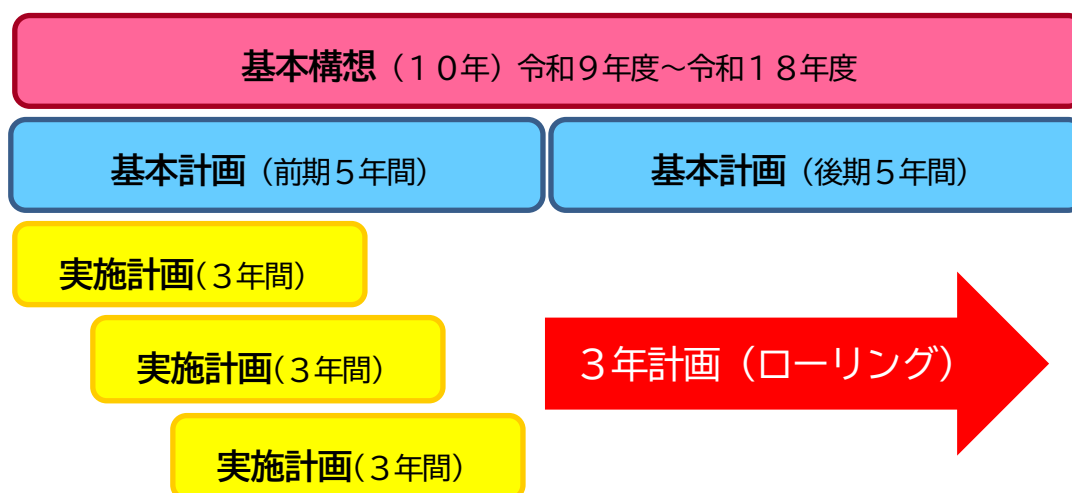 基本構想（１０年）令和９年度～令和１８年度
基本計画（前期５年間）
基本計画（後期５年間）
実施計画(３年間)
実施計画(３年間)
３年計画（ローリング）
実施計画(３年間)